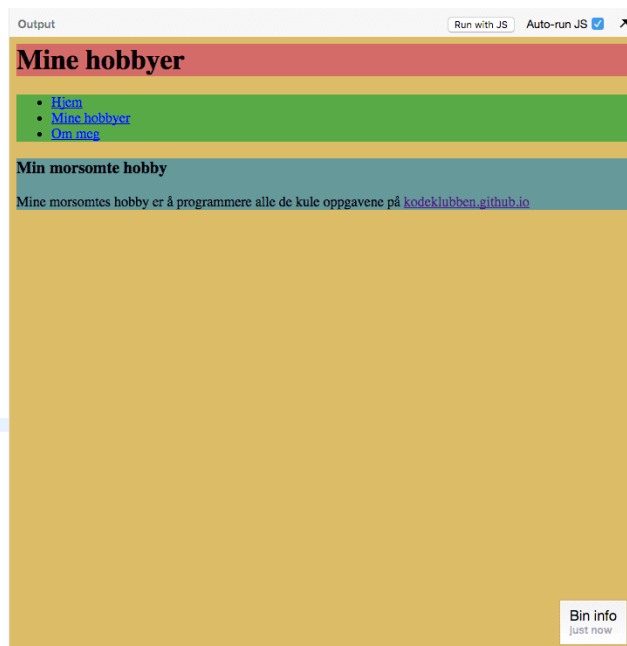 Output
Run with JS
Auto-run JS
Mine hobbyer
Hjem
Mine hobbyer
Om meg
Min morsomte hobby
Mine morsomtes hobby er å programmere alle de kule oppgavene på kodeklubben.github.io
Bin info
just now